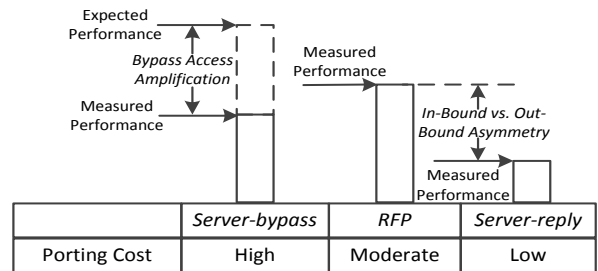 Expected
Performance
Bypass Access
Amplification
Measured
Performance
Measured
Performance
In-Bound vs. Out-
Bound Asymmetry
Measured
Performance
Server-bypass RFP Server-reply
Porting Cost High Moderate Low